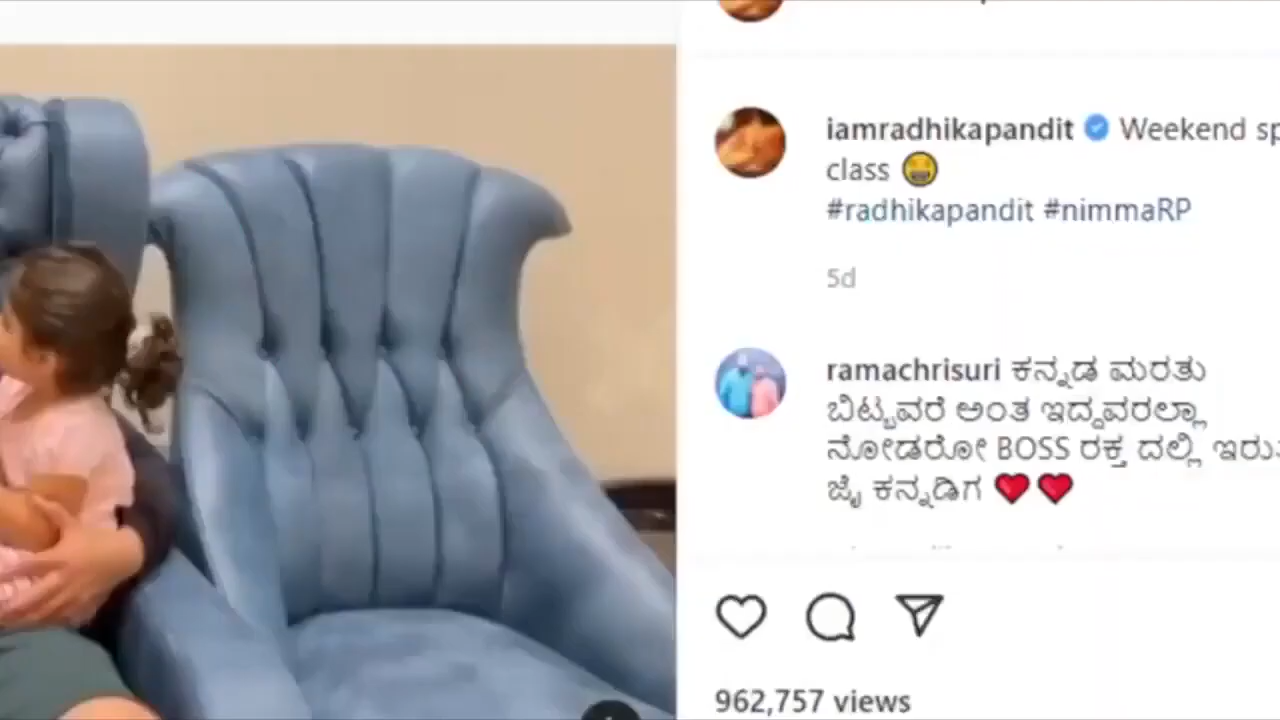 iamradhikapandit Weekend sp
class 😝
#radhikapandit #nimmaRP
5d
ramachrisuri ಕನ್ನಡ ಮರತು
ಬಿಟ್ಟವರೆ ಅಂತ ಇದ್ದವರಲ್ಲಾ
ನೋಡರೋ BOSS ರಕ್ತ ದಲ್ಲಿ ಇರು
ಜೈ ಕನ್ನಡಿಗ ❤️❤️
962,757 views